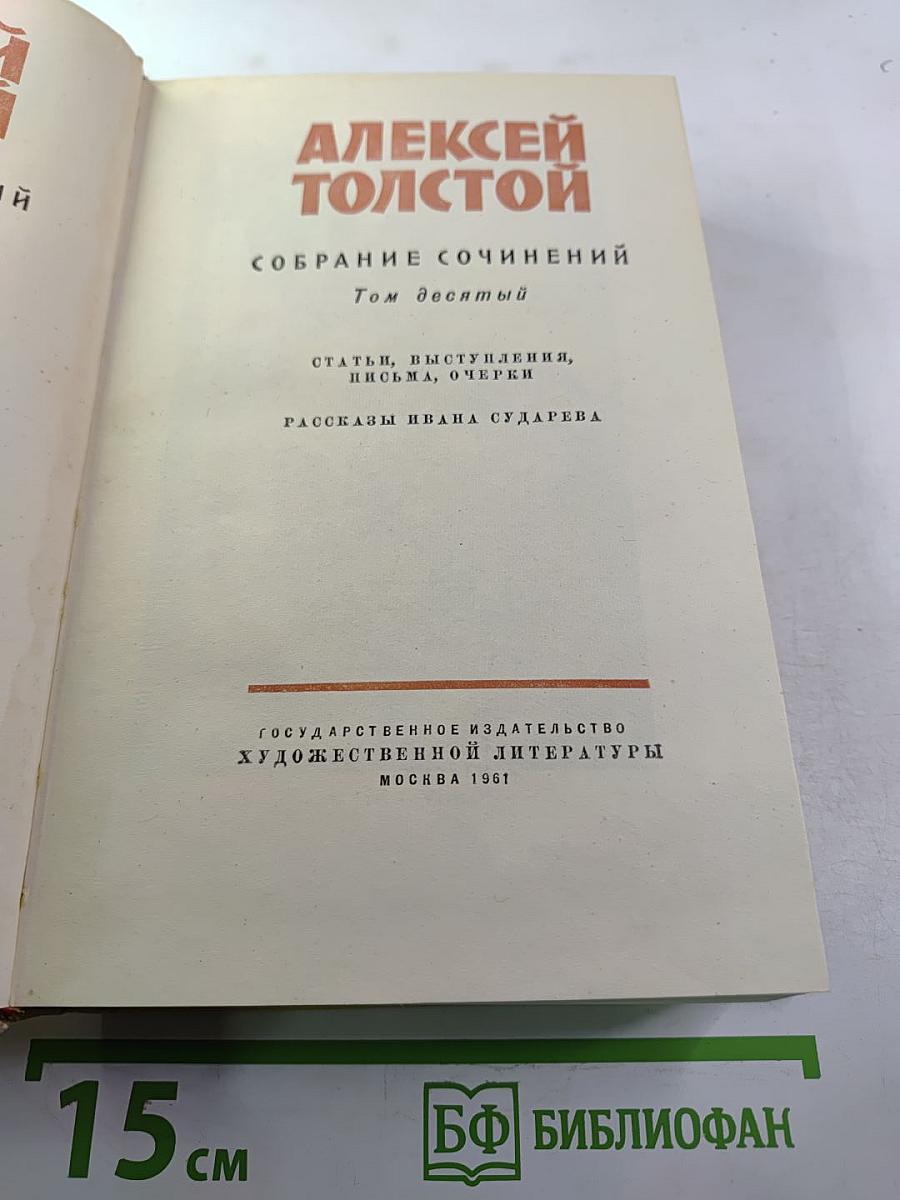 АЛЕКСЕЙ
ТОЛСТОЙ
СОБРАНИЕ СОЧИНЕНИЙ
Том десятый
СТАТЬИ, ВЫСТУПЛЕНИЯ,
ПИСЬМА, ОЧЕРКИ
РАССКАЗЫ ИВАНА СУДАРЕВА
ГОСУДАРСТВЕННОЕ ИЗДАТЕЛЬСТВО
ХУДОЖЕСТВЕННОЙ ЛИТЕРАТУРЫ
МОСКВА 1961
15 см
БФ БИБЛИОФАН